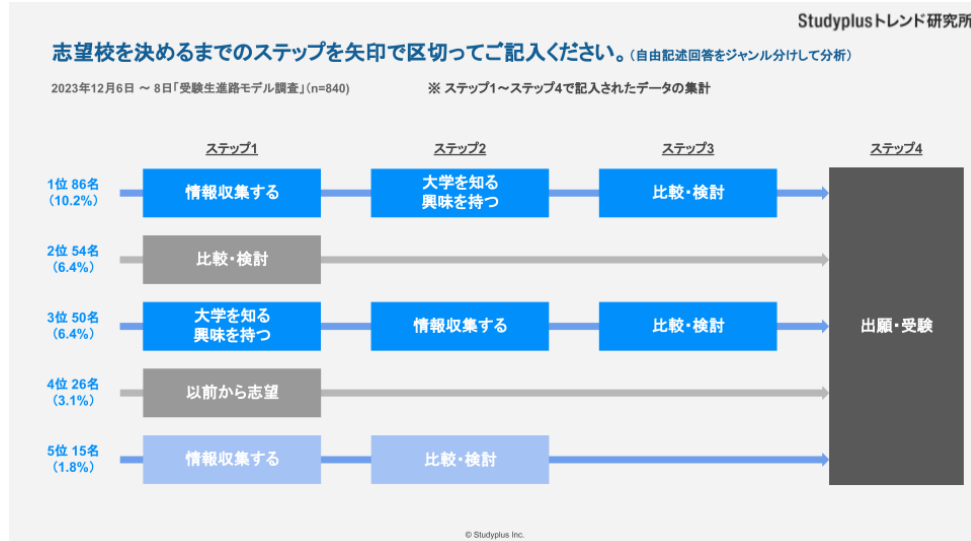 Studyplusトレンド研究所
志望校を決めるまでのステップを矢印で区切ってご記入ください。(自由記述回答をジャンル分けして分析)
2023年12月6日 ～ 8日「受験生進路モデル調査」(n=840)
※ ステップ1～ステップ4で記入されたデータの集計
ステップ1
ステップ2
ステップ3
ステップ4
1位 86名
(10.2%)
情報収集する
大学を知る
興味を持つ
比較・検討
2位 54名
(6.4%)
比較・検討
3位 50名
(6.4%)
大学を知る
興味を持つ
情報収集する
比較・検討
出願・受験
4位 26名
(3.1%)
以前から志望
5位 15名
(1.8%)
情報収集する
比較・検討
© Studyplus Inc.